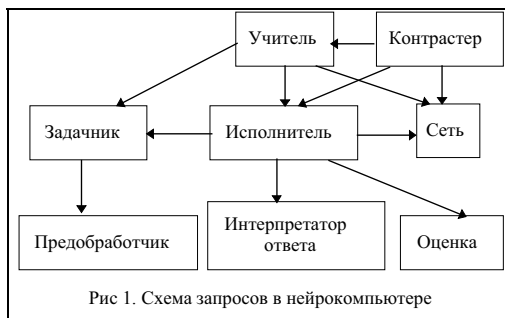 Учитель
Контрастер
Задачник
Исполнитель
Сеть
Предобработчик
Интерпретатор
ответа
Оценка
Рис 1. Схема запросов в нейрокомпьютере